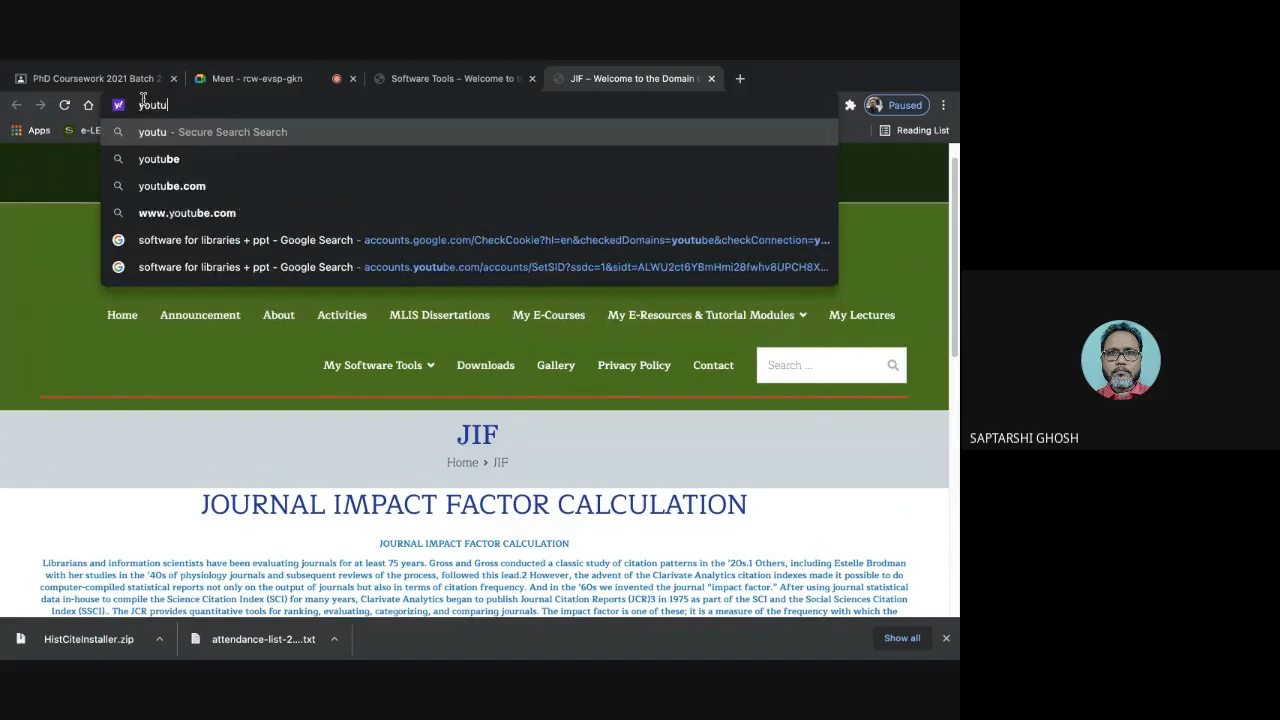 PhD Coursework 2021 Batch 2
Meet - rcw-evsp-gkn
Software Tools – Welcome to t
JIF – Welcome to the Domain
youtu
Paused
Apps
e-LE
Reading List
youtu - Secure Search Search
youtube
youtube.com
www.youtube.com
software for libraries + ppt - Google Search - accounts.google.com/CheckCookie?hl=en&checkedDomains=youtube&checkConnection=y...
software for libraries + ppt - Google Search - accounts.youtube.com/accounts/SetSID?ssdc=1&sidt=ALWU2ct6YBmHmi28fwhv8UPCH8X...
Home Announcement About Activities MLIS Dissertations My E-Courses My E-Resources & Tutorial Modules My Lectures
My Software Tools Downloads Gallery Privacy Policy Contact Search ...
JIF
Home › JIF
JOURNAL IMPACT FACTOR CALCULATION
JOURNAL IMPACT FACTOR CALCULATION
Librarians and information scientists have been evaluating journals for at least 75 years. Gross and Gross conducted a classic study of citation patterns in the '20s.1 Others, including Estelle Brodman
with her studies in the '40s of physiology journals and subsequent reviews of the process, followed this lead.2 However, the advent of the Clarivate Analytics citation indexes made it possible to do
computer-compiled statistical reports not only on the output of journals but also in terms of citation frequency. And in the '60s we invented the journal "impact factor." After using journal statistical
data in-house to compile the Science Citation Index (SCI) for many years, Clarivate Analytics began to publish Journal Citation Reports (JCR)3 in 1975 as part of the SCI and the Social Sciences Citation
Index (SSCI).. The JCR provides quantitative tools for ranking, evaluating, categorizing, and comparing journals. The impact factor is one of these; it is a measure of the frequency with which the
HistCiteInstaller.zip
attendance-list-2....txt
Show all
SAPTARSHI GHOSH